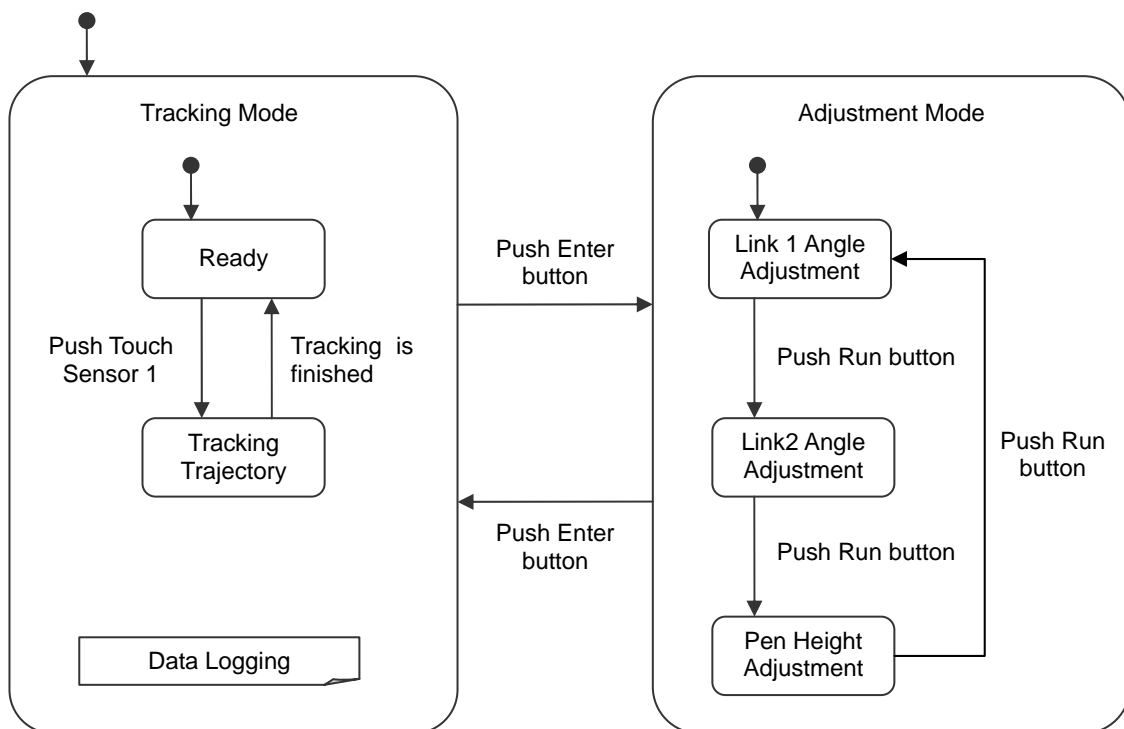 Tracking Mode
Ready
Push Touch
Sensor 1
Tracking is
finished
Tracking
Trajectory
Data Logging
Push Enter
button
Push Enter
button
Adjustment Mode
Link 1 Angle
Adjustment
Push Run button
Link2 Angle
Adjustment
Push Run
button
Push Run button
Pen Height
Adjustment